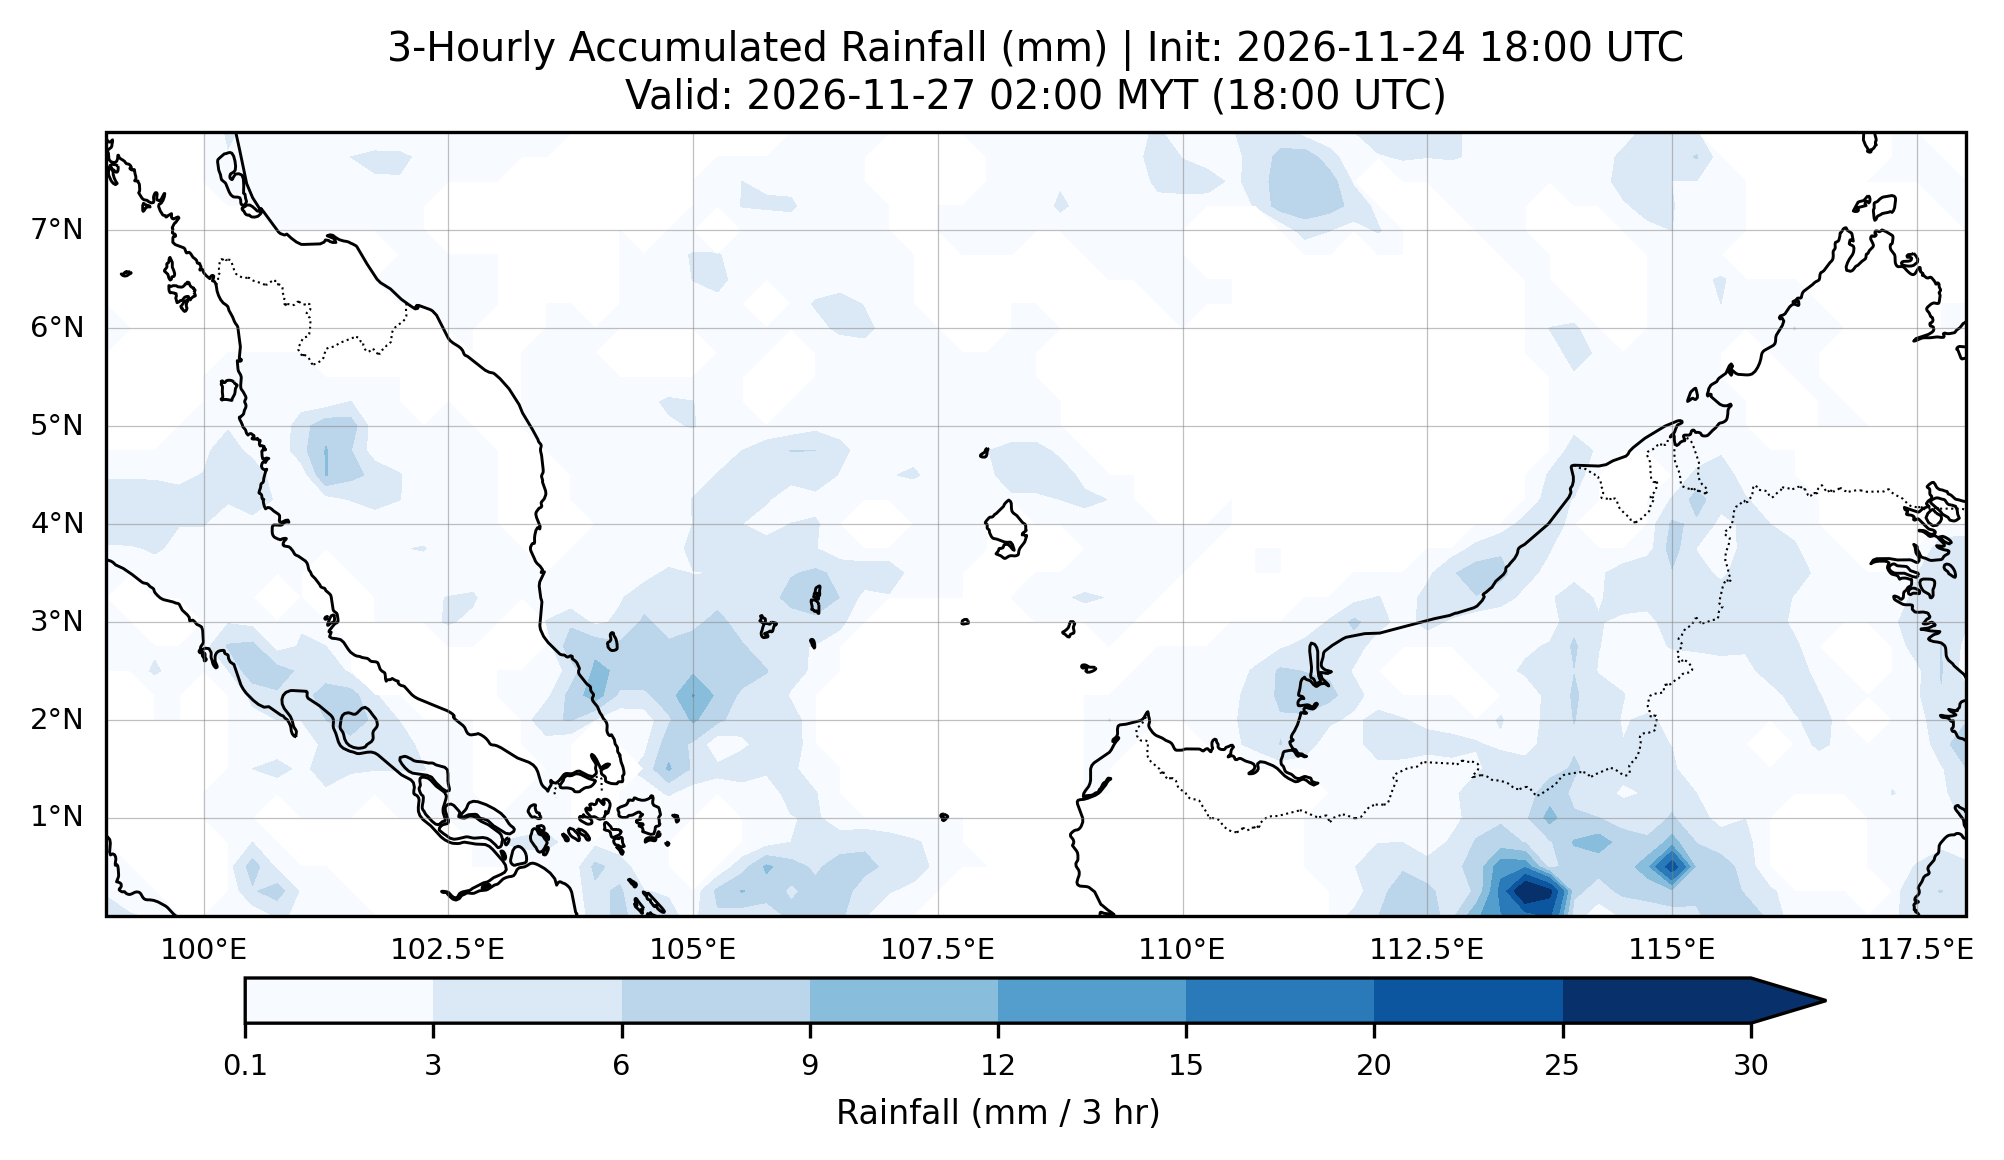 3-Hourly Accumulated Rainfall (mm) | Init: 2026-11-24 18:00 UTC
Valid: 2026-11-27 02:00 MYT (18:00 UTC)
7°N
6°N
5°N
4°N
3°N
2°N
1°N
100°E 102.5°E 105°E 107.5°E 110°E 112.5°E 115°E 117.5°E
0.1 3 6 9 12 15 20 25 30
Rainfall (mm / 3 hr)